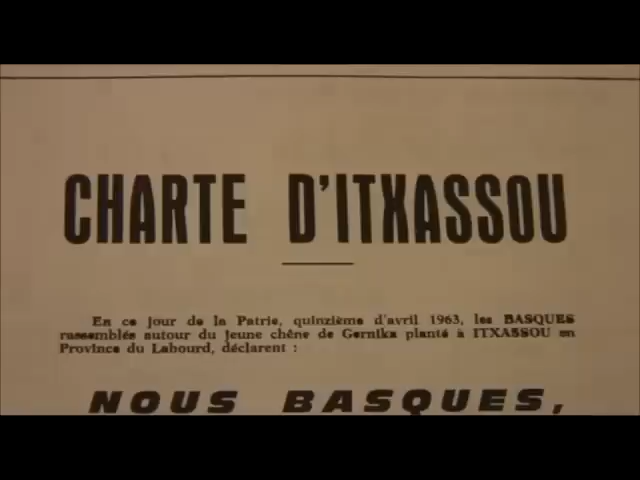 CHARTE D'ITXASSOU
En ce jour de la Patrie, quinzième d'avril 1963, les BASQUES
rassemblés autour du jeune chêne de Gernika planté à ITXASSOU en
Province du Labourd, déclarent :
NOUS BASQUES,